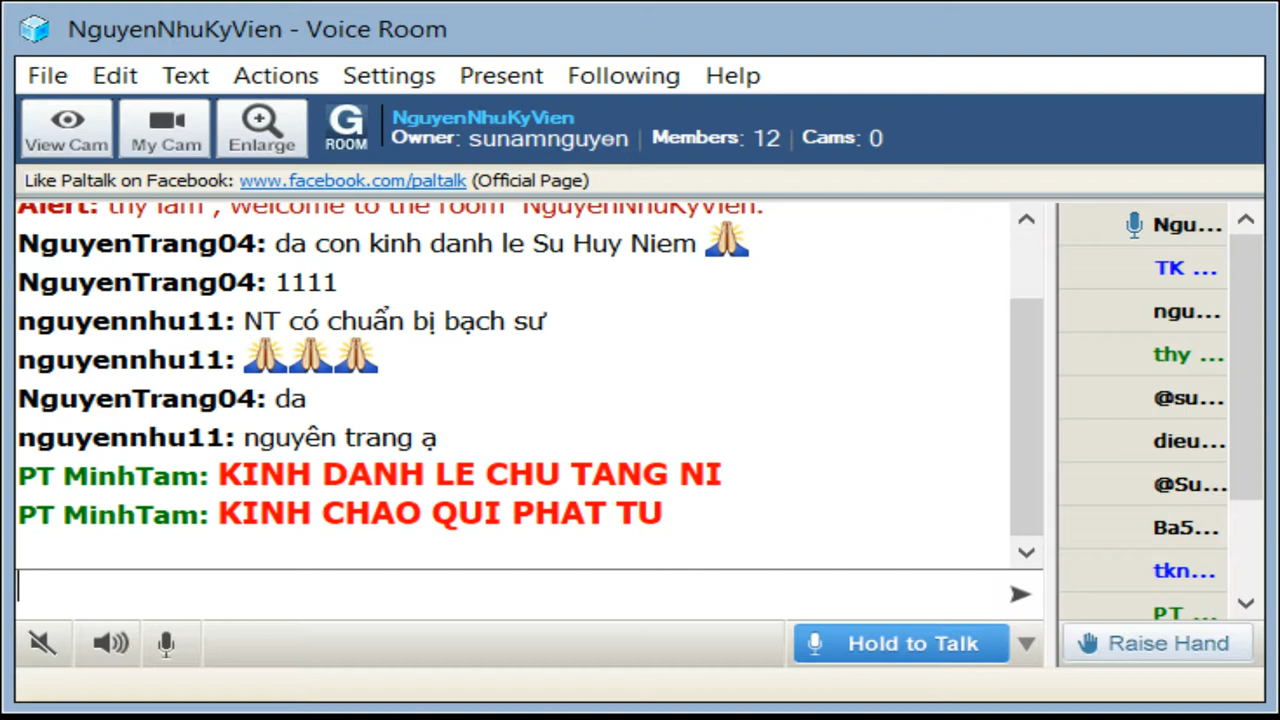 NguyenNhuKyVien - Voice Room
File Edit Text Actions Settings Present Following Help
View Cam My Cam Enlarge G ROOM
NguyenNhuKyVien
Owner: sunamnguyen | Members: 12 | Cams: 0
Like Paltalk on Facebook: www.facebook.com/paltalk (Official Page)
Alert: thy lam , welcome to the room "NguyenNhuKyVien.
NguyenTrang04: da con kinh danh le Su Huy Niem
NguyenTrang04: 1111
nguyennhu11: NT có chuẩn bị bạch sư
nguyennhu11:
NguyenTrang04: da
nguyennhu11: nguyên trang ạ
PT MinhTam: KINH DANH LE CHU TANG NI
PT MinhTam: KINH CHAO QUI PHAT TU
Ngu...
TK ...
ngu...
thy ...
@su...
dieu...
@Su...
Ba5...
tkn...
PT ...
Hold to Talk
Raise Hand